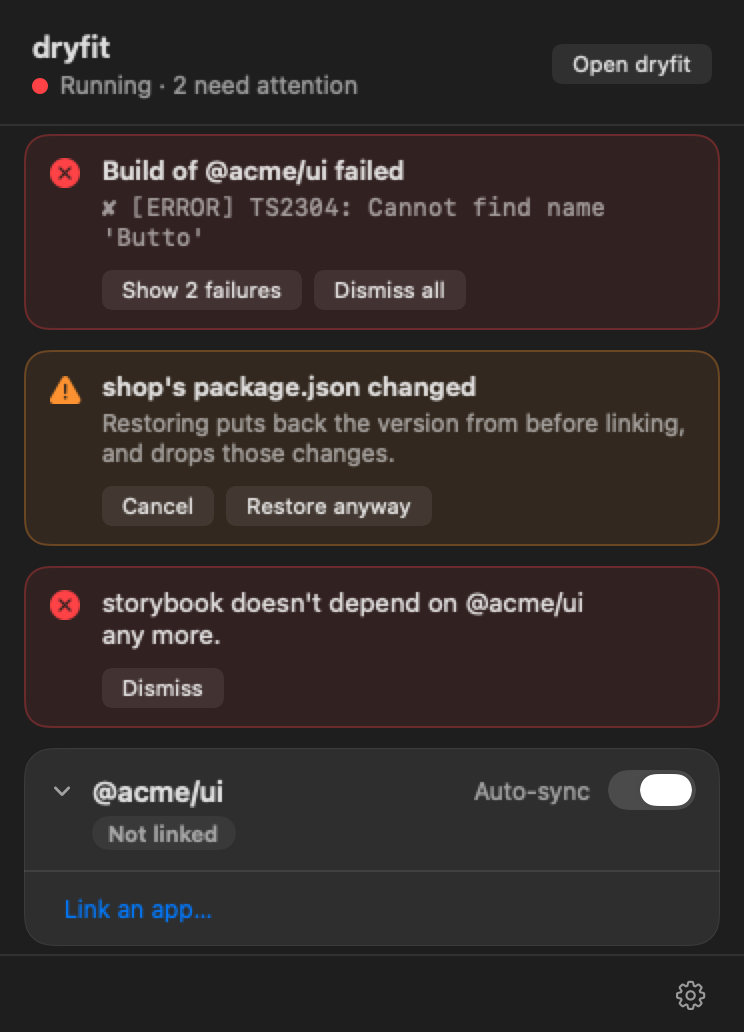 dryfit
Running · 2 need attention
Open dryfit
Build of @acme/ui failed
✘ [ERROR] TS2304: Cannot find name
'Butto'
Show 2 failures
Dismiss all
shop's package.json changed
Restoring puts back the version from before linking,
and drops those changes.
Cancel
Restore anyway
storybook doesn't depend on @acme/ui
any more.
Dismiss
@acme/ui
Auto-sync
Not linked
Link an app...